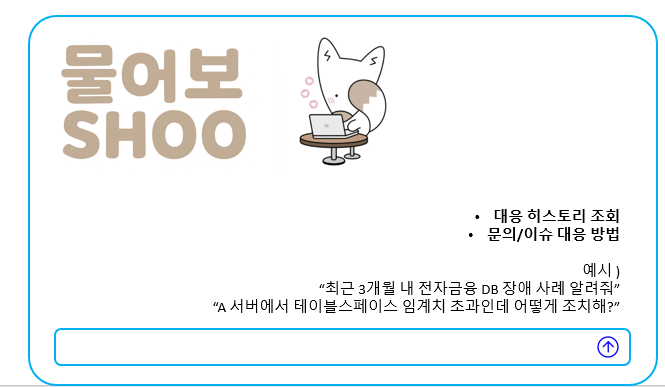 물어보
SHOO
• 대응 히스토리 조회
• 문의/이슈 대응 방법
예시 )
“최근 3개월 내 전자금융 DB 장애 사례 알려줘”
“A 서버에서 테이블스페이스 임계치 초과인데 어떻게 조치해?”